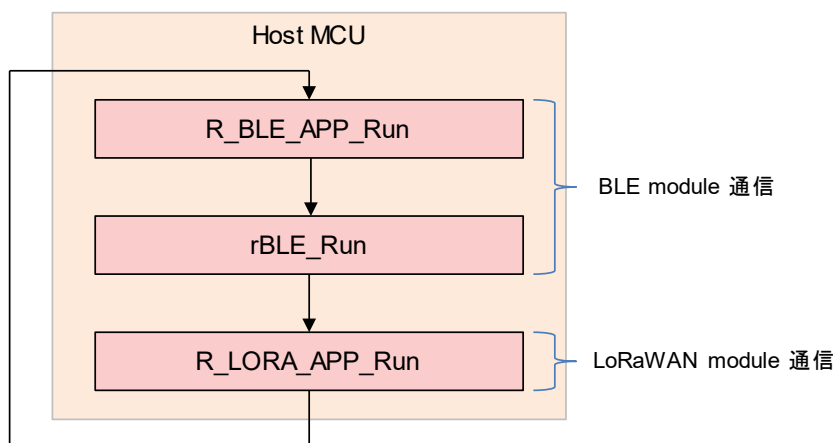 Host MCU
R_BLE_APP_Run
BLE module 通信
rBLE_Run
R_LORA_APP_Run
LoRaWAN module 通信